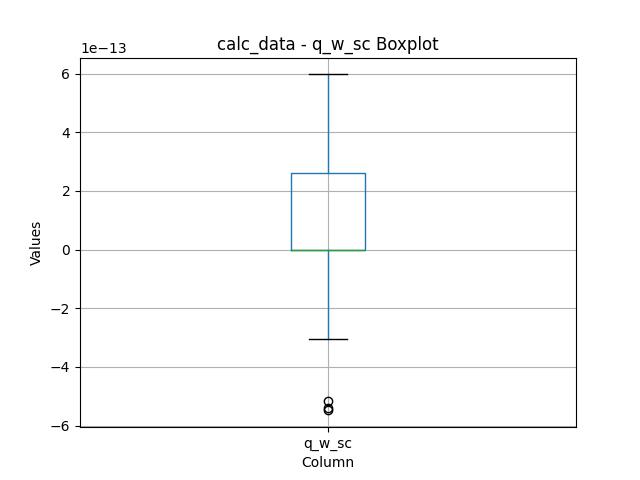 calc_data - q_w_sc Boxplot
1e−13
6
4
2
0
−2
−4
−6
Values
q_w_sc
Column